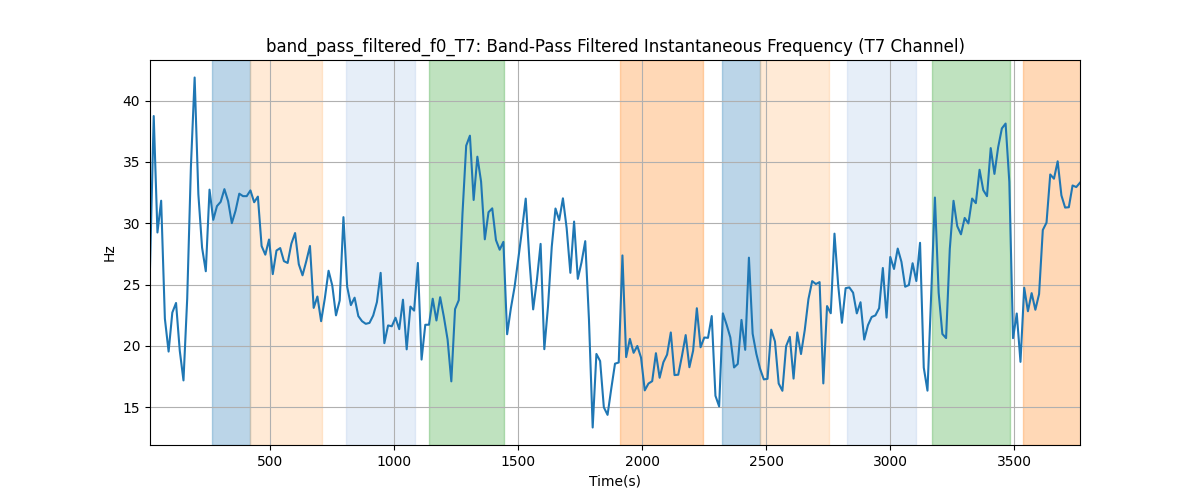 band_pass_filtered_f0_T7: Band-Pass Filtered Instantaneous Frequency (T7 Channel)
40
35
30
25
20
15
Hz
500 1000 1500 2000 2500 3000 3500
Time(s)